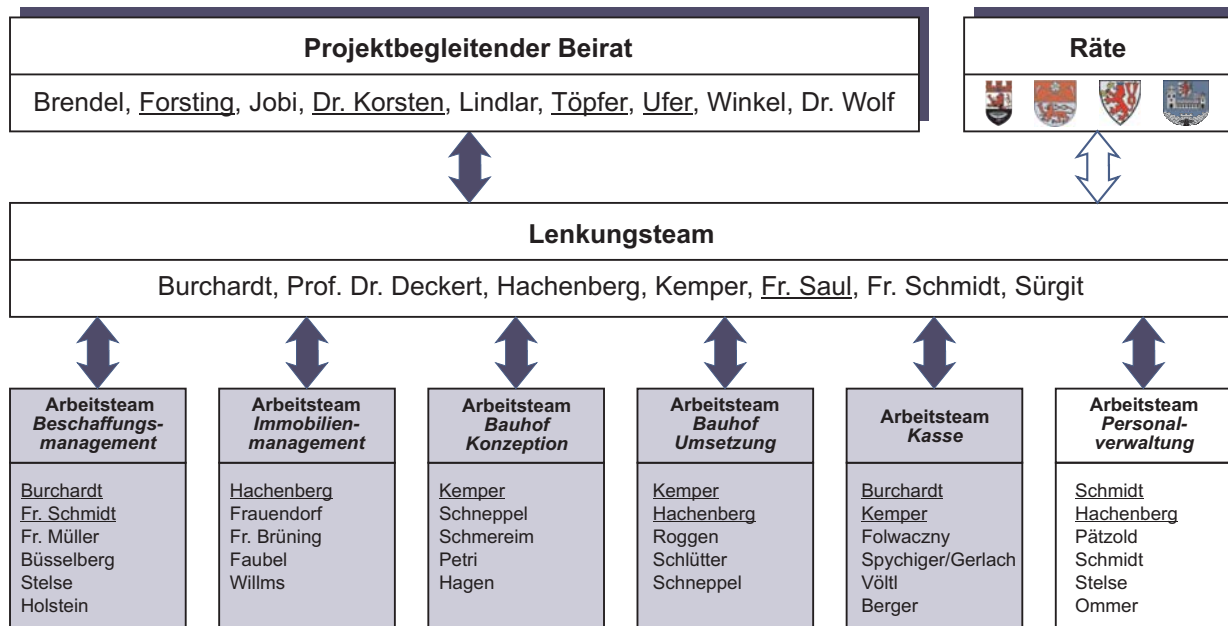 Projektbegleitender Beirat
Brendel, Forsting, Jobi, Dr. Korsten, Lindlar, Töpfer, Ufer, Winkel, Dr. Wolf
Räte
Lenkungsteam
Burchardt, Prof. Dr. Deckert, Hachenberg, Kemper, Fr. Saul, Fr. Schmidt, Sürgit
Arbeitsteam
Beschaffungs-
management
Burchardt
Fr. Schmidt
Fr. Müller
Büsselberg
Stelse
Holstein
Arbeitsteam
Immobilien-
management
Hachenberg
Frauendorf
Fr. Brüning
Faubel
Willms
Arbeitsteam
Bauhof
Konzeption
Kemper
Schneppel
Schmereim
Petri
Hagen
Arbeitsteam
Bauhof
Umsetzung
Kemper
Hachenberg
Roggen
Schlütter
Schneppel
Arbeitsteam
Kasse
Burchardt
Kemper
Folwaczny
Spychiger/Gerlach
Völtl
Berger
Arbeitsteam
Personal-
verwaltung
Schmidt
Hachenberg
Pätzold
Schmidt
Stelse
Ommer